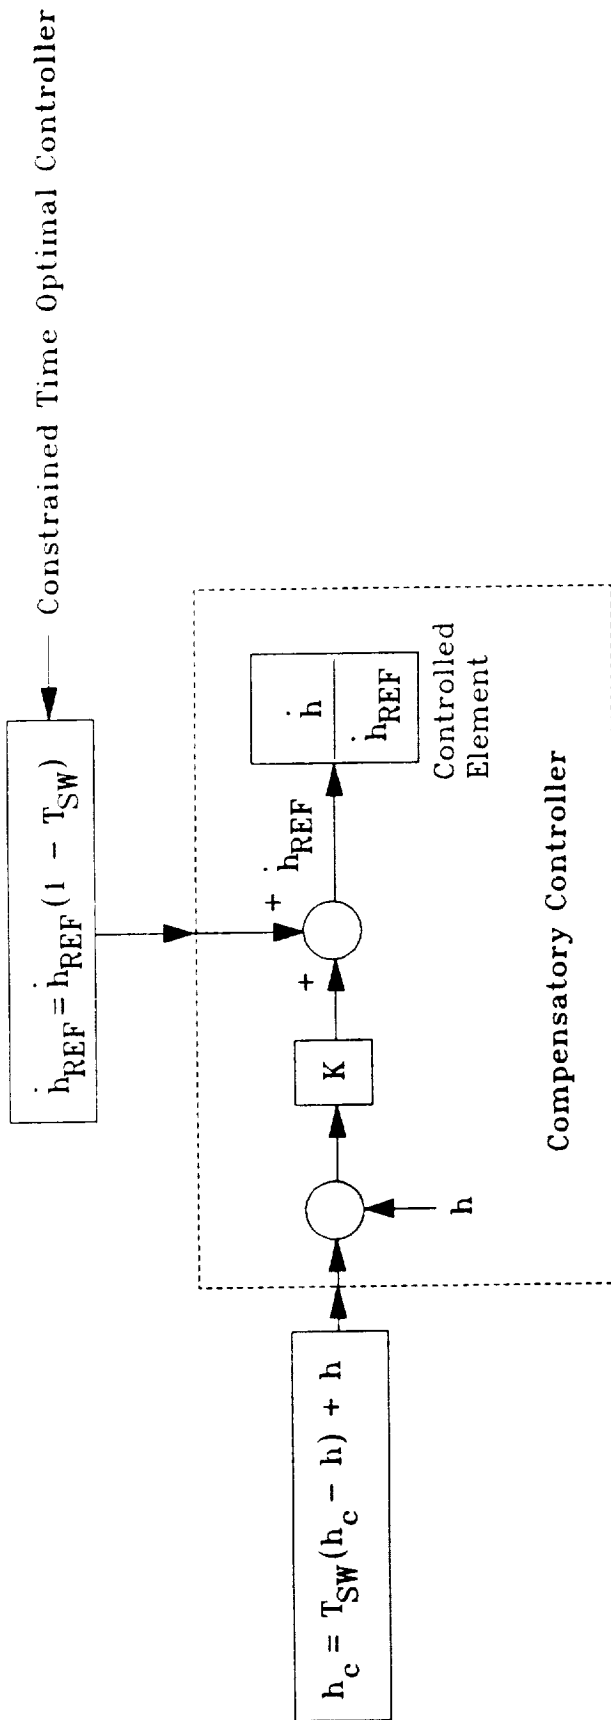 ḣREF = ḣREF (1 − TSW)
Constrained Time Optimal Controller
hc = TSW(hc − h) + h
h
K
+
+
ḣREF
ḣ
ḣREF
Controlled
Element
Compensatory Controller